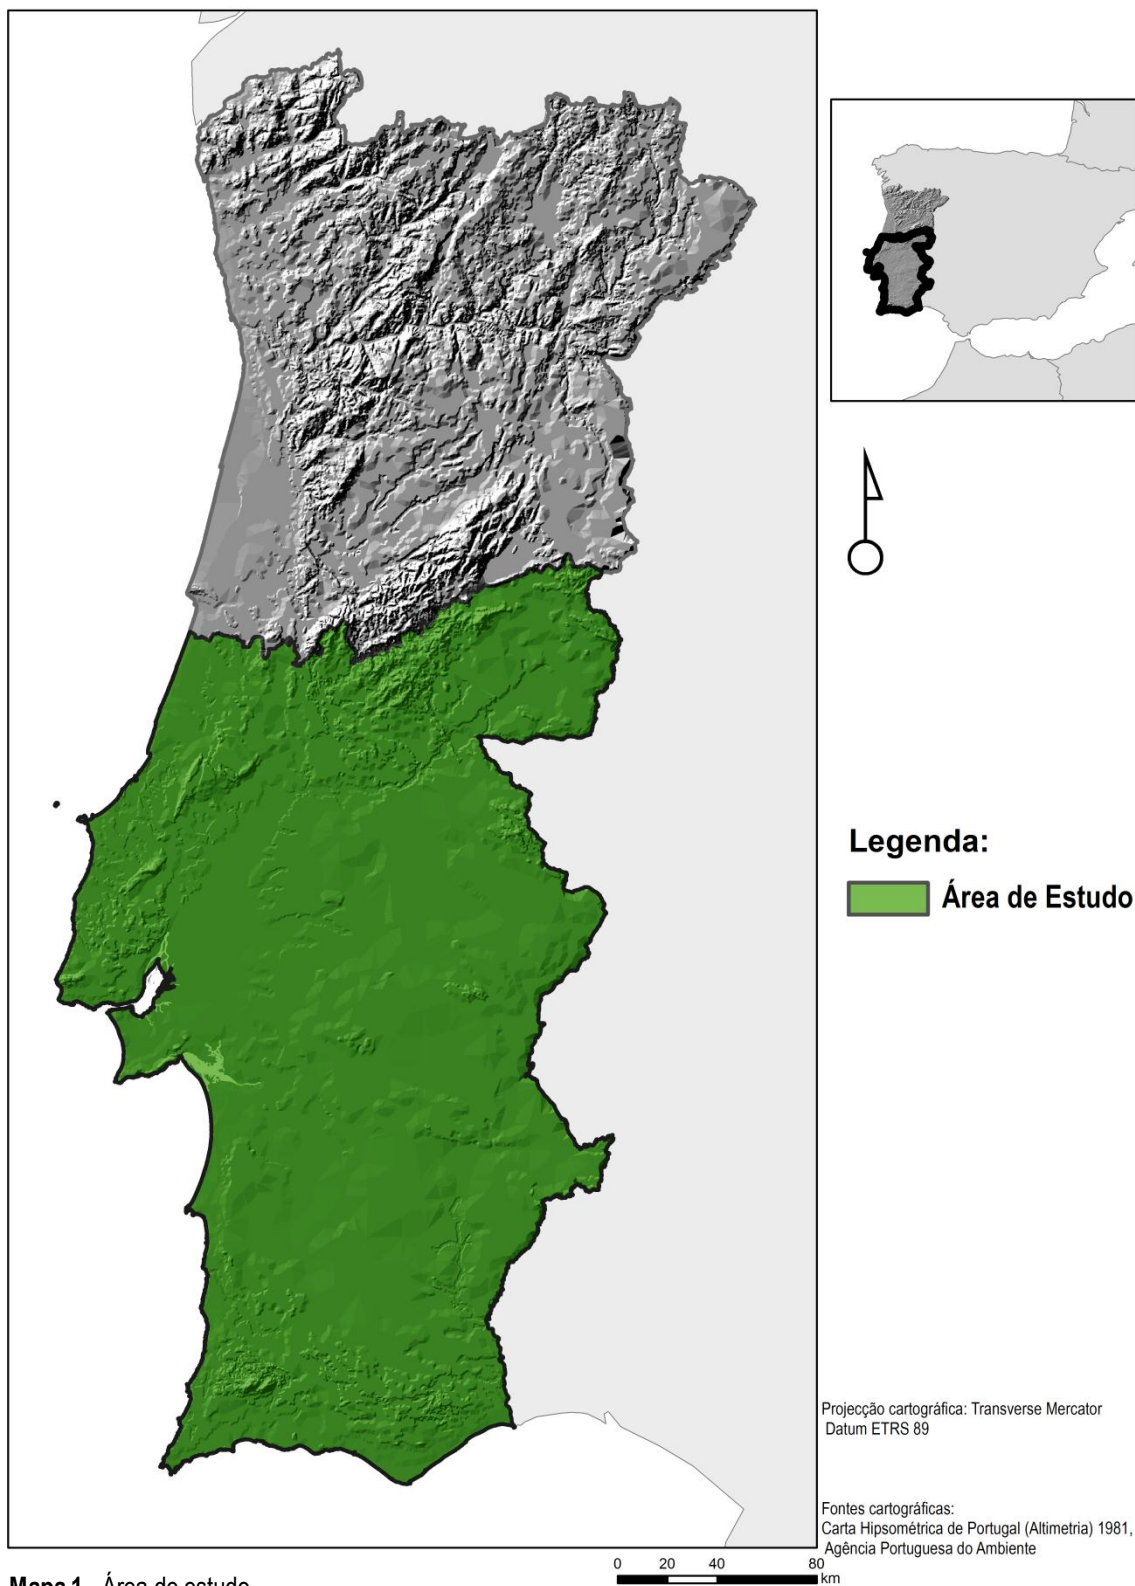 Legenda:
Área de Estudo
Projecção cartográfica: Transverse Mercator
Datum ETRS 89
Fontes cartográficas:
Carta Hipsométrica de Portugal (Altimetria) 1981,
Agência Portuguesa do Ambiente
0 20 40 80
km
Mapa 1 Área de estudo